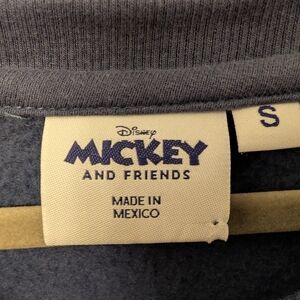 Disney
MICKEY
AND FRIENDS
MADE IN
MEXICO
S